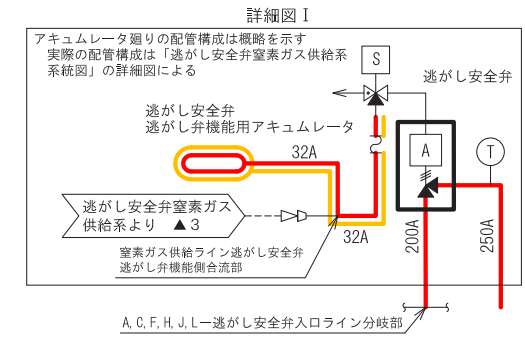 詳細図Ⅰ
アキュムレータ廻りの配管構成は概略を示す
実際の配管構成は「逃がし安全弁窒素ガス供給系
系統図」の詳細図による
S
逃がし安全弁
逃がし安全弁
逃がし弁機能用アキュムレータ
32A
A
T
逃がし安全弁窒素ガス
供給系より ▲3
32A
200A
250A
窒素ガス供給ライン逃がし安全弁
逃がし弁機能側合流部
A, C, F, H, J, L－逃がし安全弁入口ライン分岐部